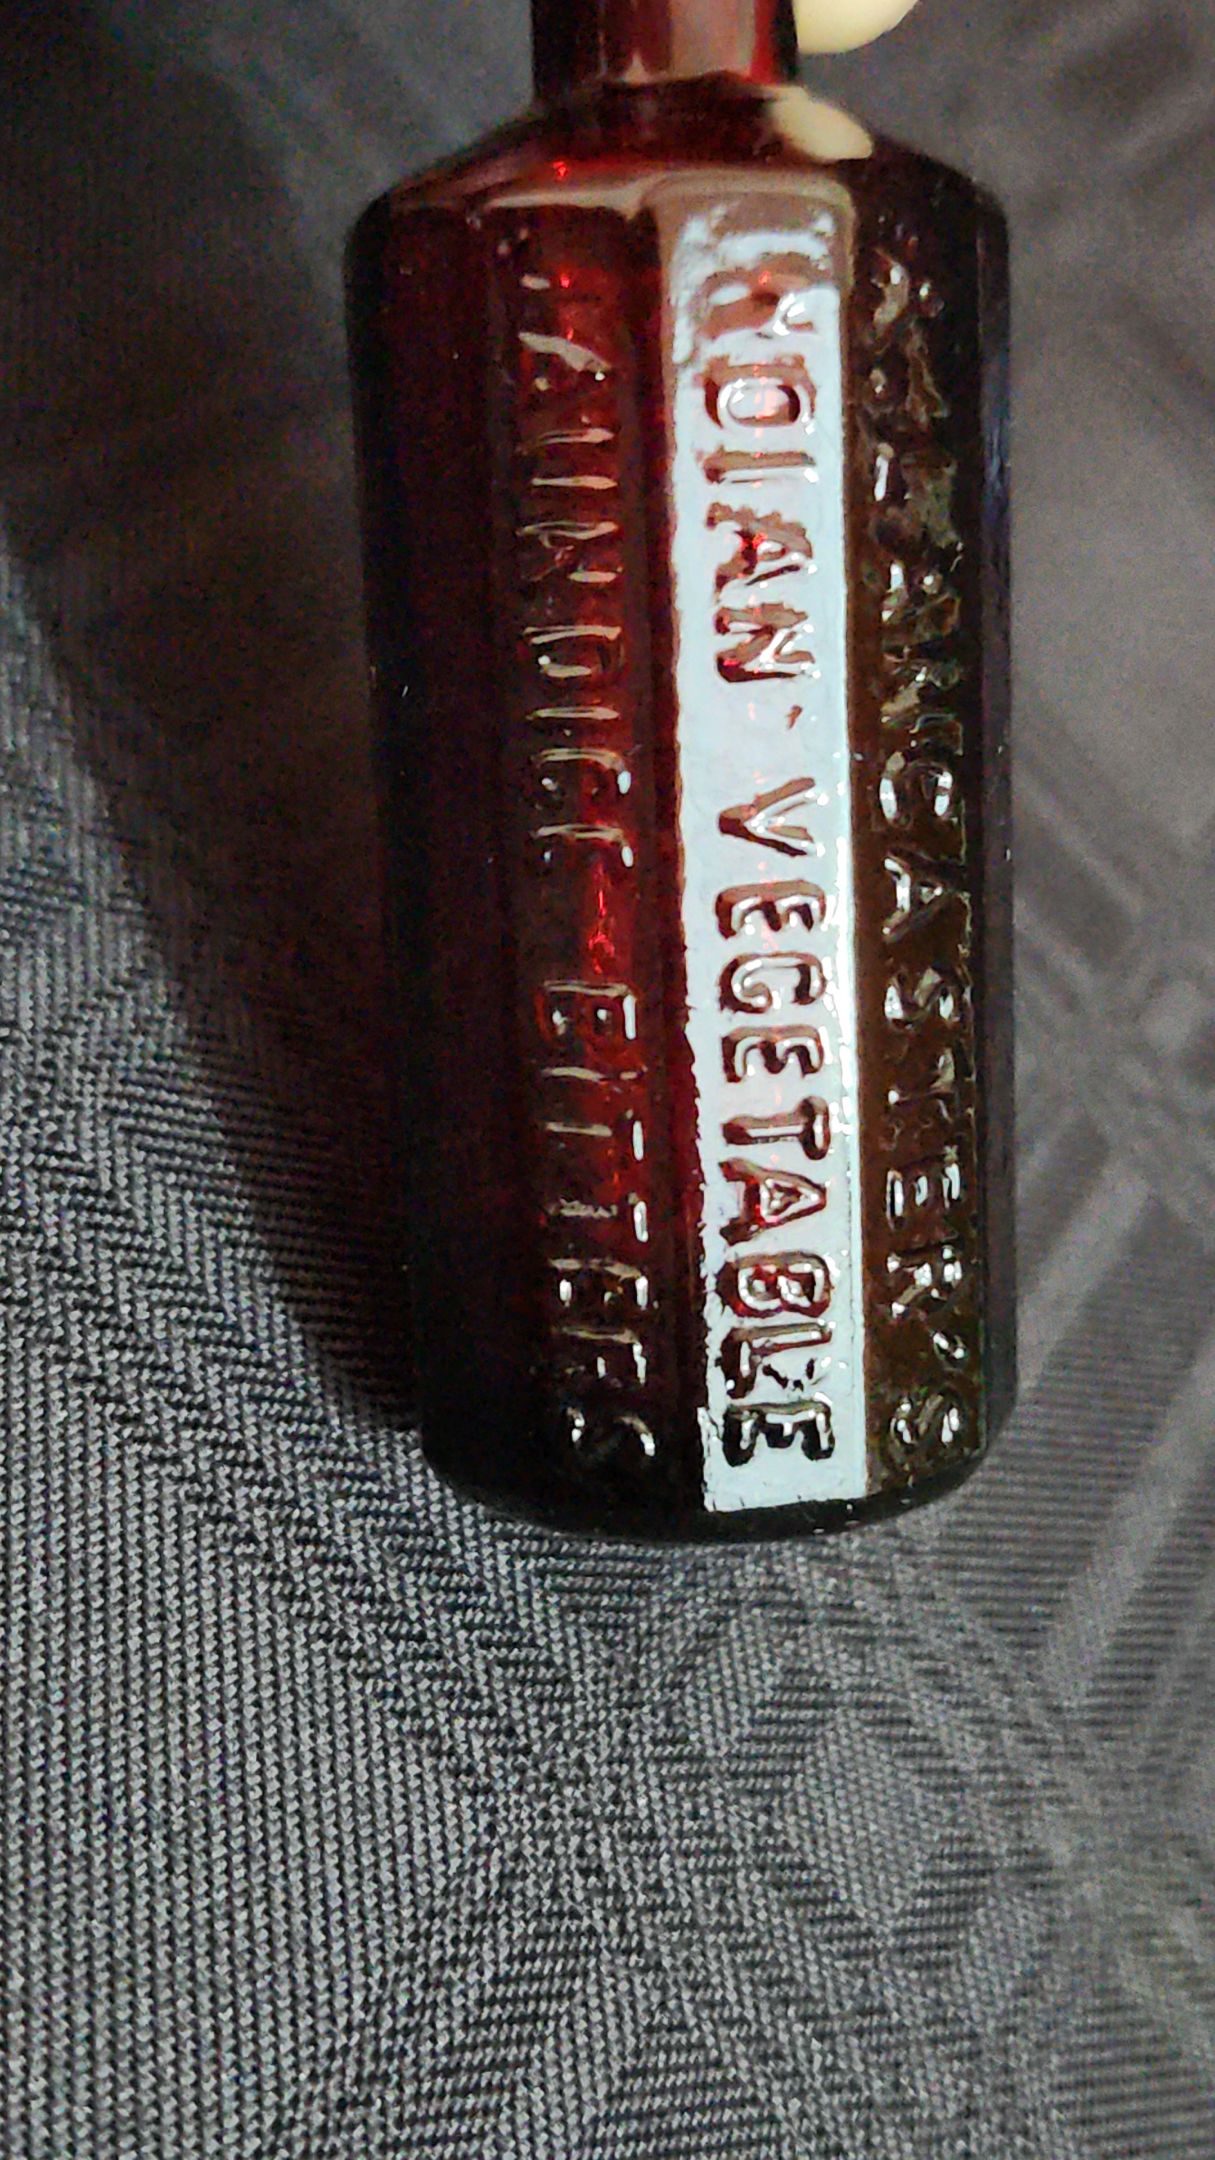 LANCASTER'S
INDIAN · VEGETABLE
JAUNDICE BITTERS